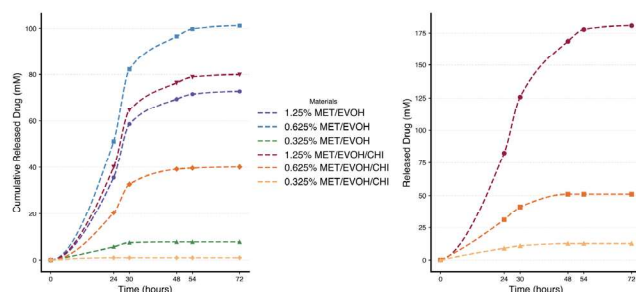 100
80
60
40
20
0
0 24 30 48 54 72
Time (hours)
Cumulative Released Drug (mM)
Materials
1.25% MET/EVOH
0.625% MET/EVOH
0.325% MET/EVOH
1.25% MET/EVOH/CHI
0.625% MET/EVOH/CHI
0.325% MET/EVOH/CHI
175
150
125
100
75
50
25
0
0 24 30 48 54 72
Time (hours)
Released Drug (mM)